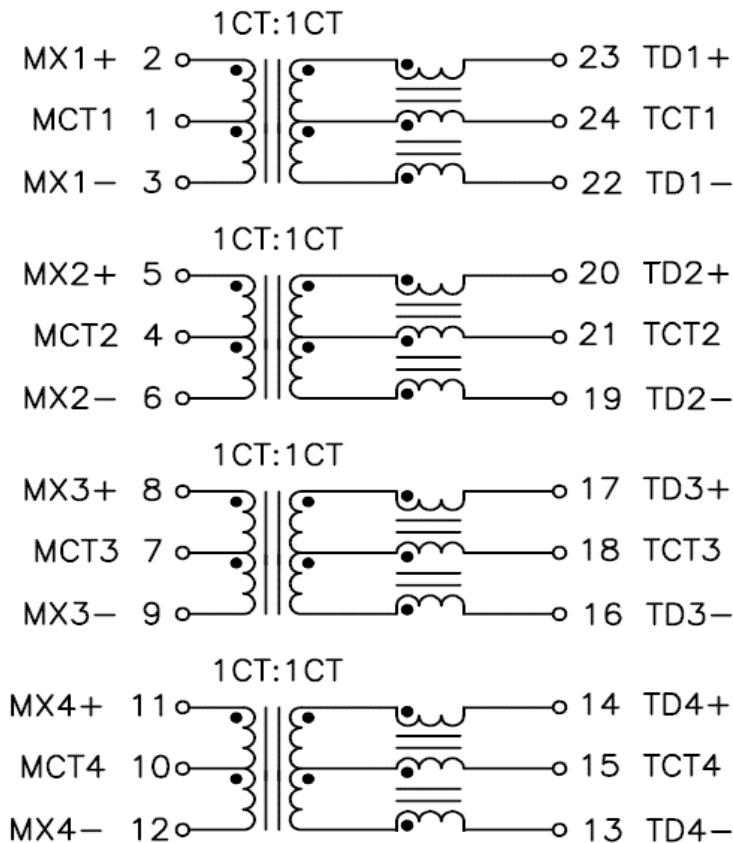 1CT:1CT
MX1+ 2 23 TD1+
MCT1 1 24 TCT1
MX1- 3 22 TD1-
1CT:1CT
MX2+ 5 20 TD2+
MCT2 4 21 TCT2
MX2- 6 19 TD2-
1CT:1CT
MX3+ 8 17 TD3+
MCT3 7 18 TCT3
MX3- 9 16 TD3-
1CT:1CT
MX4+ 11 14 TD4+
MCT4 10 15 TCT4
MX4- 12 13 TD4-